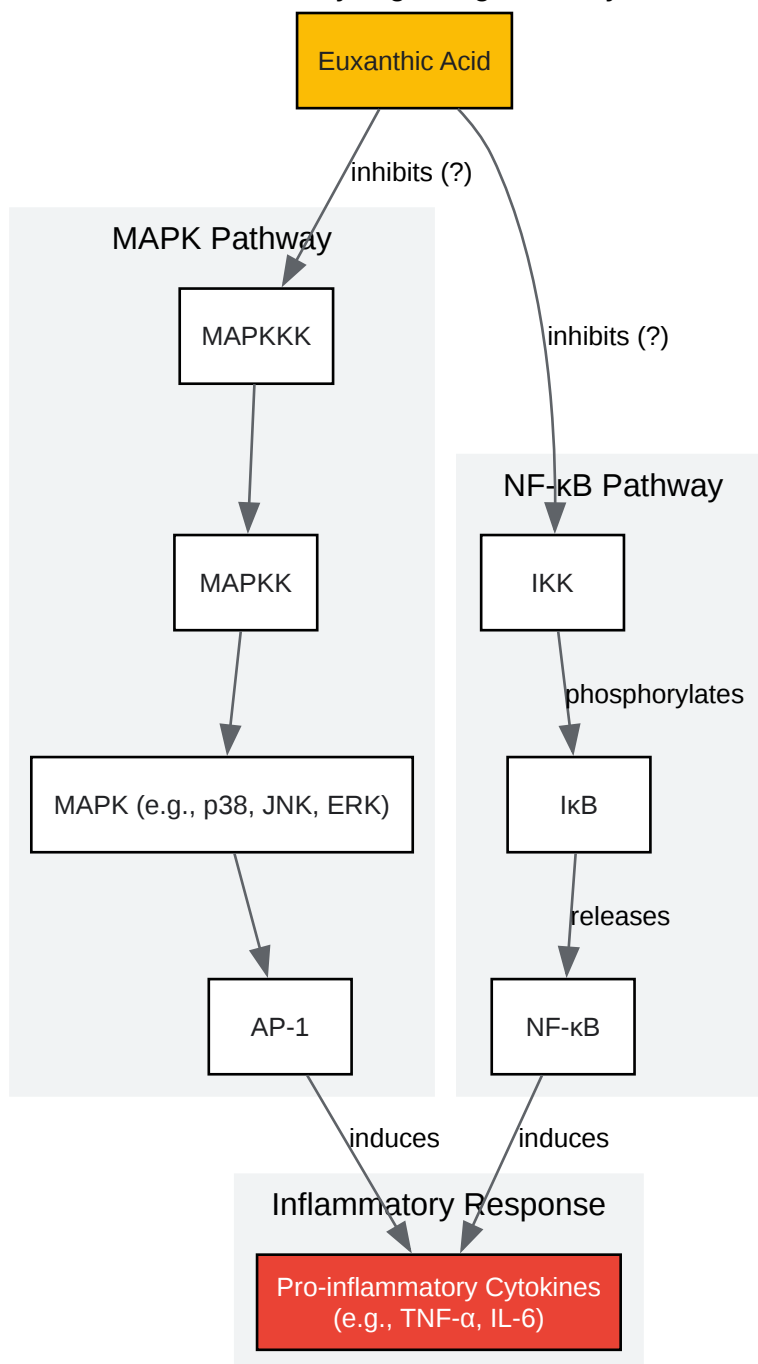 Euxanthic Acid
inhibits (?)
MAPK Pathway
MAPKKK
inhibits (?)
NF-κB Pathway
MAPKK
IKK
phosphorylates
MAPK (e.g., p38, JNK, ERK)
IκB
releases
AP-1
NF-κB
induces
induces
Inflammatory Response
Pro-inflammatory Cytokines
(e.g., TNF-α, IL-6)